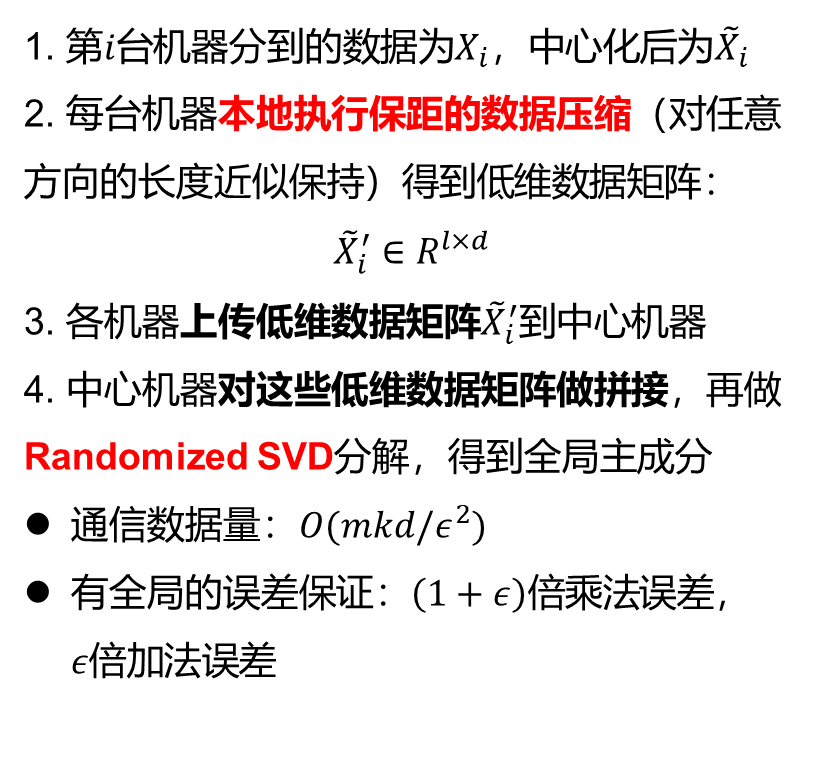 1. 第𝑖台机器分到的数据为𝑋ᵢ，中心化后为X̃ᵢ
2. 每台机器本地执行保距的数据压缩（对任意
方向的长度近似保持）得到低维数据矩阵：
X̃ᵢ′ ∈ 𝑅^{𝑙×𝑑}
3. 各机器上传低维数据矩阵X̃ᵢ′到中心机器
4. 中心机器对这些低维数据矩阵做拼接，再做
Randomized SVD分解，得到全局主成分
● 通信数据量：𝑂(𝑚𝑘𝑑/𝜖²)
● 有全局的误差保证：(1 + 𝜖)倍乘法误差，
𝜖倍加法误差